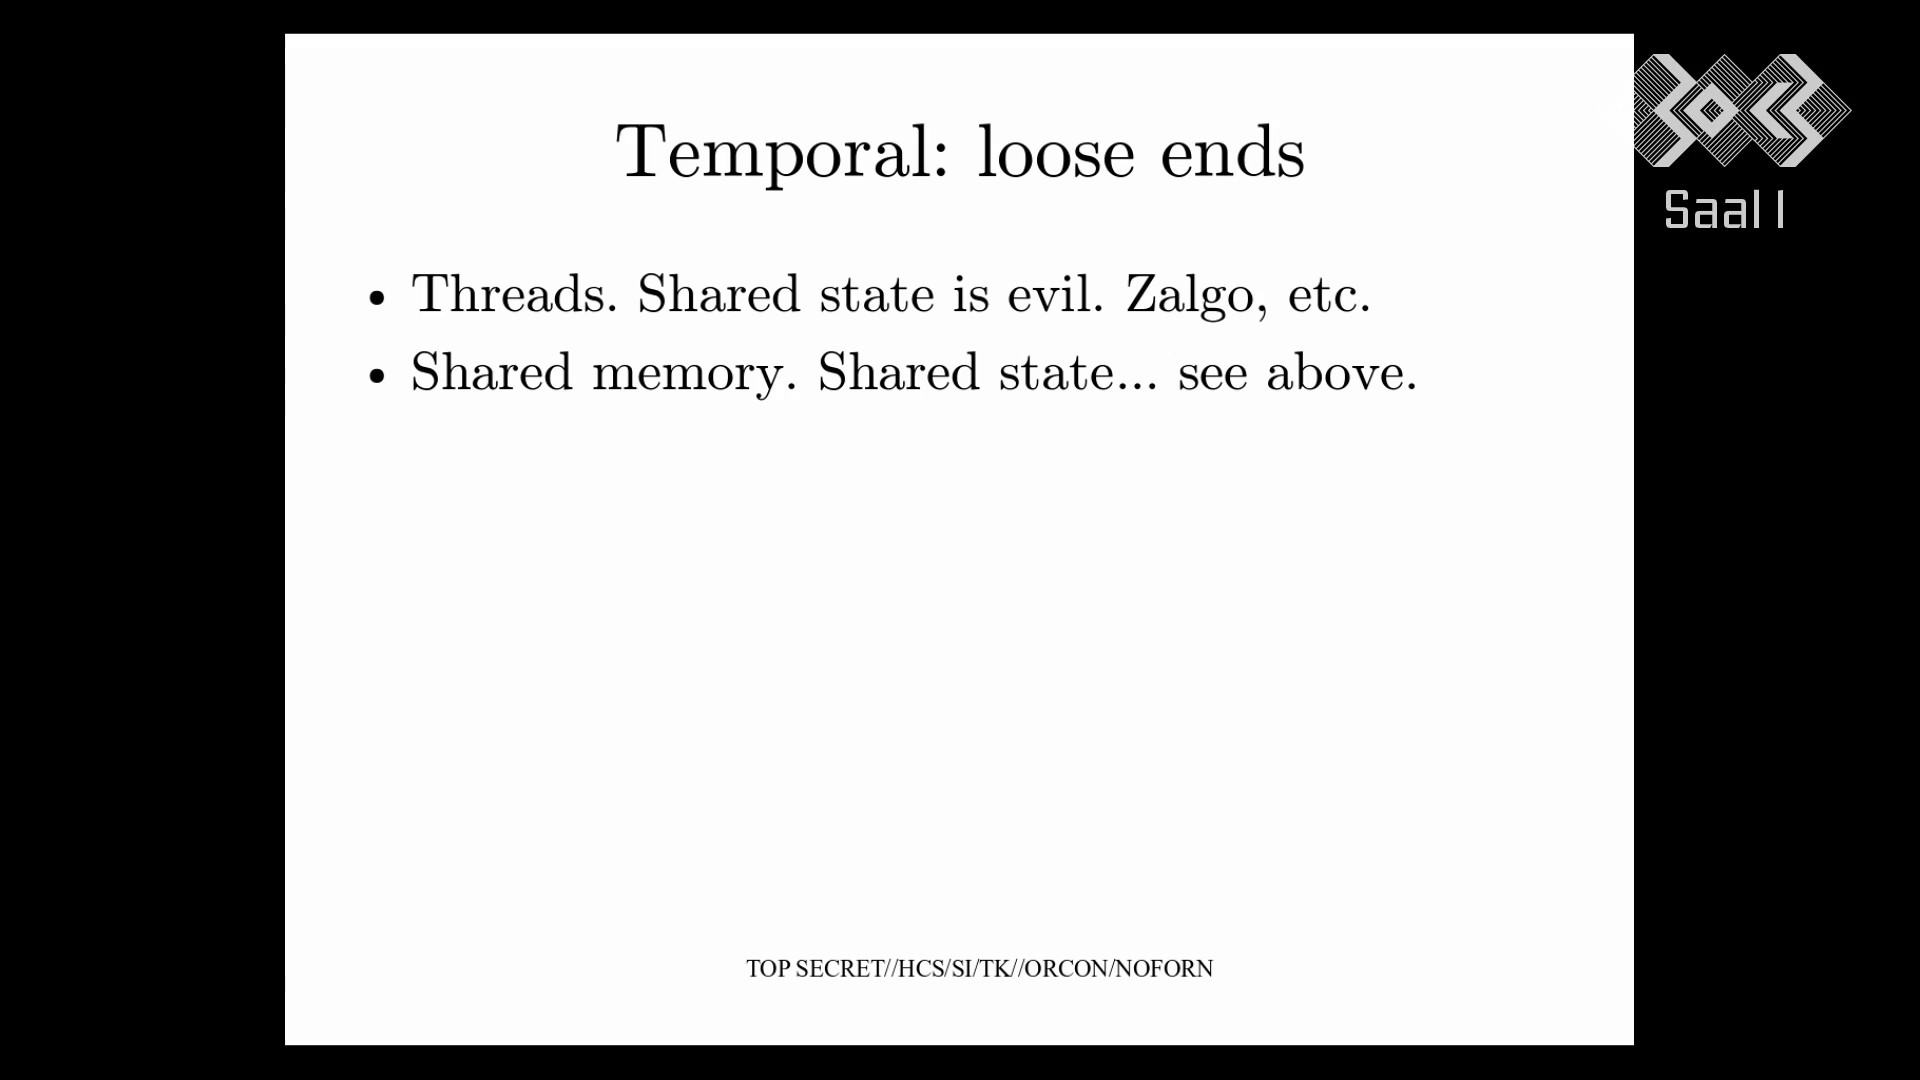 Temporal: loose ends
• Threads. Shared state is evil. Zalgo, etc.
• Shared memory. Shared state... see above.
TOP SECRET//HCS/SI/TK//ORCON/NOFORN
Saal 1